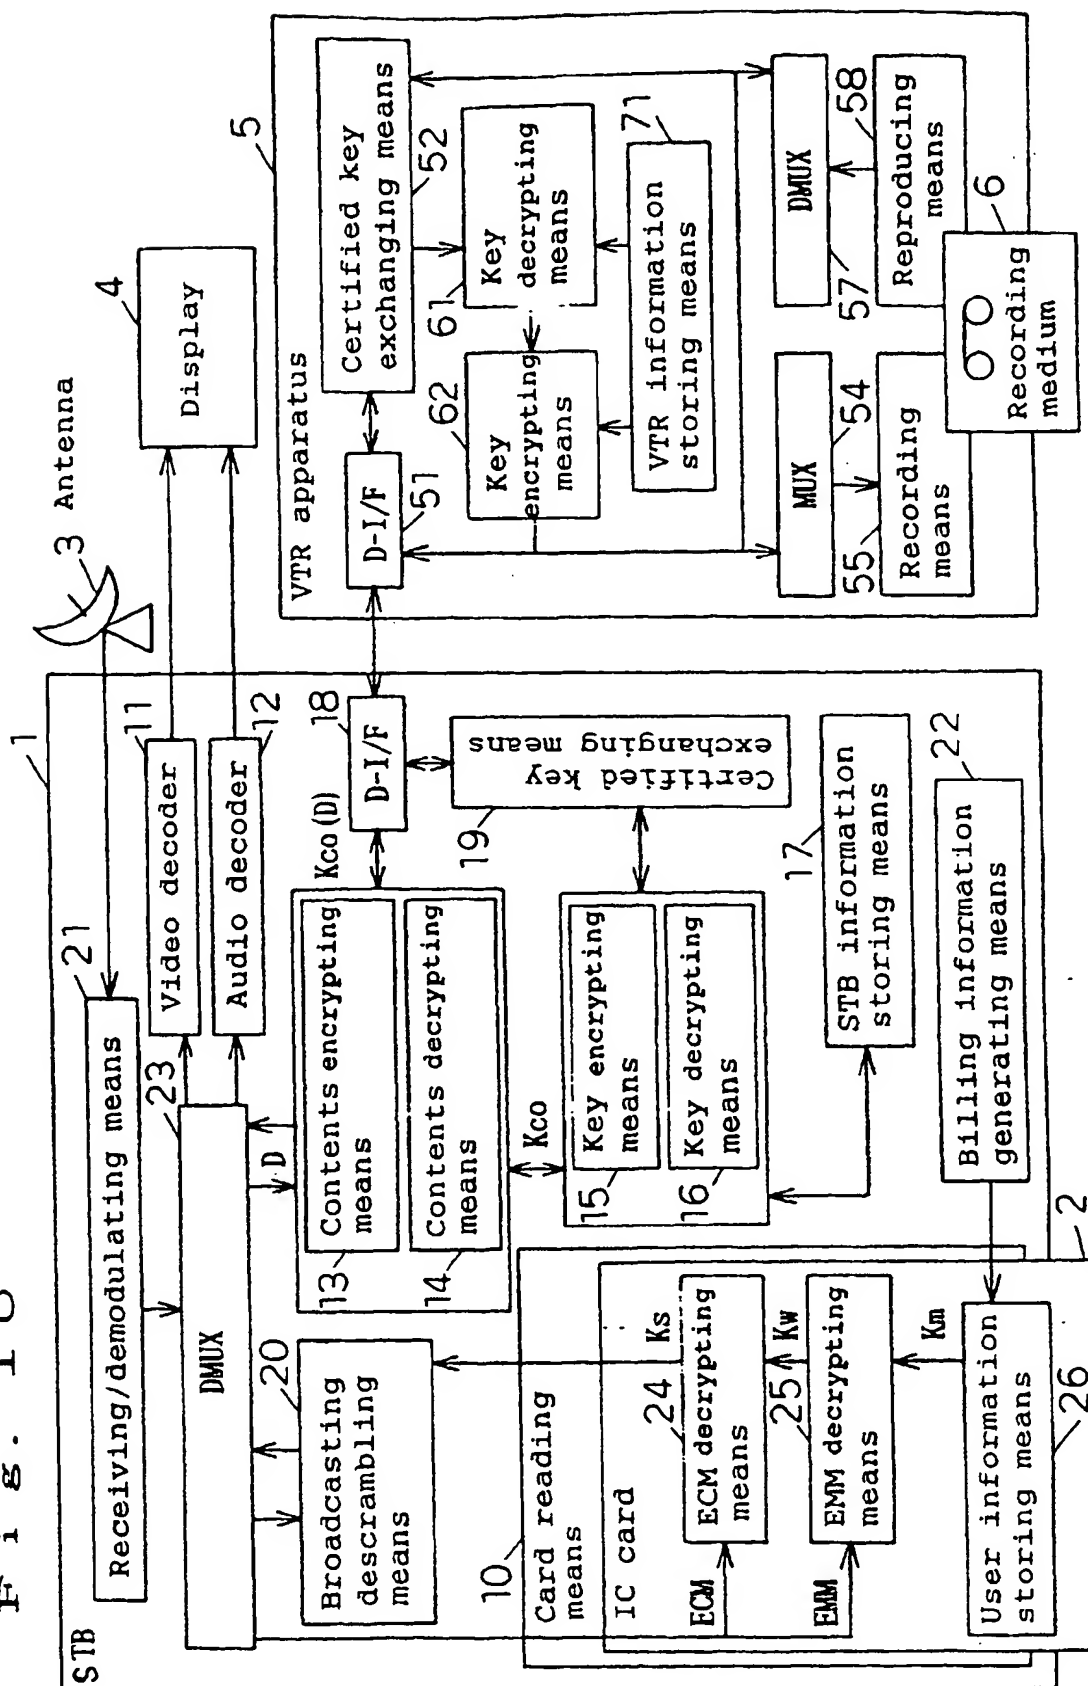 Fig. 10
STB
1
Receiving/demodulating means
21
3 Antenna
Video decoder
11
Audio decoder
12
Display
4
DMUX
23
D
Broadcasting
descrambling
means
20
Contents encrypting
means
13
Contents decrypting
means
14
Kco(D)
D-I/F
18
Certified key
exchanging means
19
Kco
Key encrypting
means
15
Key decrypting
means
16
STB information
storing means
17
Billing information
generating means
22
Card reading
means
10
IC card
2
ECM
ECM decrypting
means
24
Ks
EMM
EMM decrypting
means
25
Kw
Km
User information
storing means
26
VTR apparatus
5
D-I/F
51
Certified key
exchanging means
52
Key
decrypting
means
61
Key
encrypting
means
62
VTR information
storing means
71
MUX
54
DMUX
57
Recording
means
55
Reproducing
means
58
Recording
medium
6